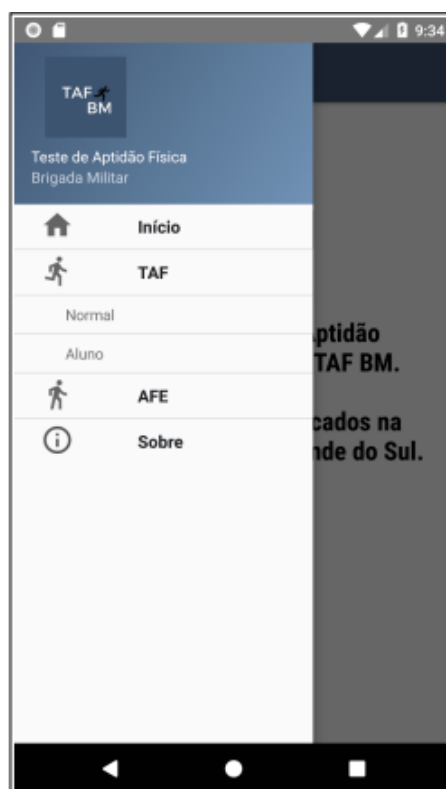 9:34
TAF
BM
Teste de Aptidão Física
Brigada Militar
Início
TAF
Normal
Aluno
AFE
Sobre
ptidão
TAF BM.
cados na
nde do Sul.